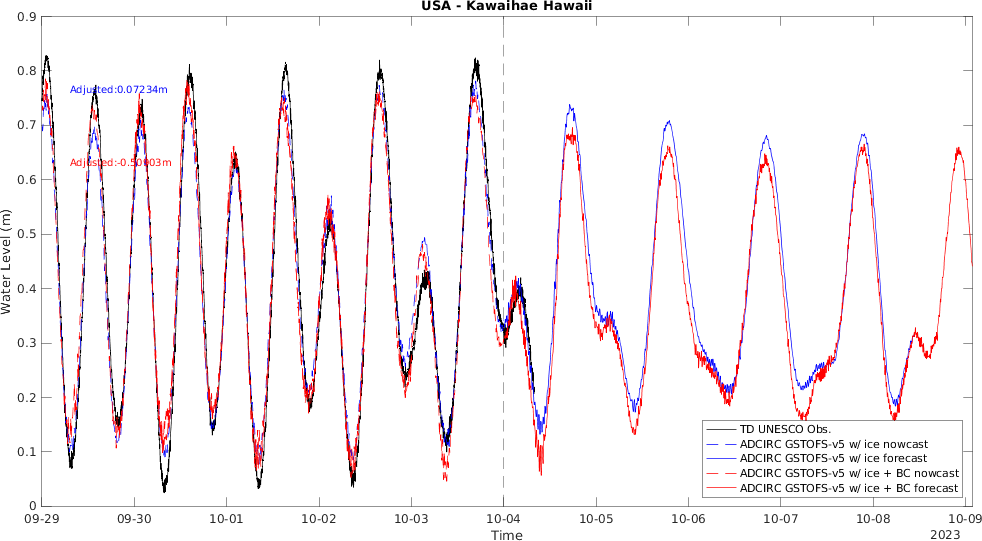 USA - Kawaihae Hawaii
0.9
0.8
0.7
0.6
0.5
0.4
0.3
0.2
0.1
0
Water Level (m)
Adjusted:0.07234m
Adjusted:-0.50003m
TD UNESCO Obs.
ADCIRC GSTOFS-v5 w/ ice nowcast
ADCIRC GSTOFS-v5 w/ ice forecast
ADCIRC GSTOFS-v5 w/ ice + BC nowcast
ADCIRC GSTOFS-v5 w/ ice + BC forecast
09-29 09-30 10-01 10-02 10-03 10-04 10-05 10-06 10-07 10-08 10-09
Time
2023